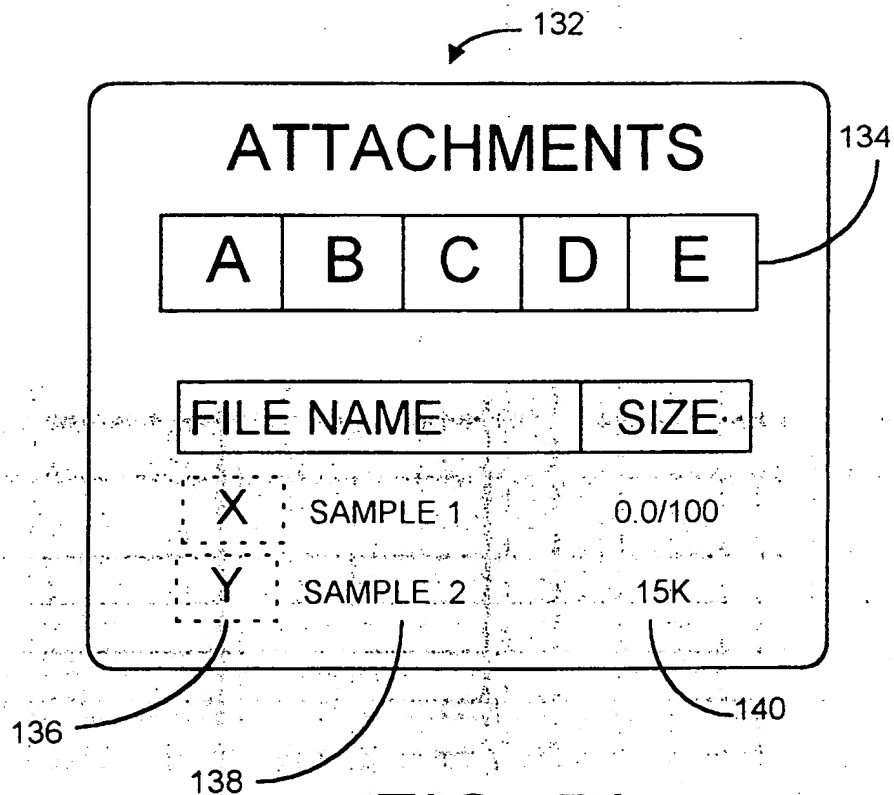 132
ATTACHMENTS
134
A B C D E
FILE NAME SIZE
X SAMPLE 1 0.0/100
Y SAMPLE 2 15K
136
138
140